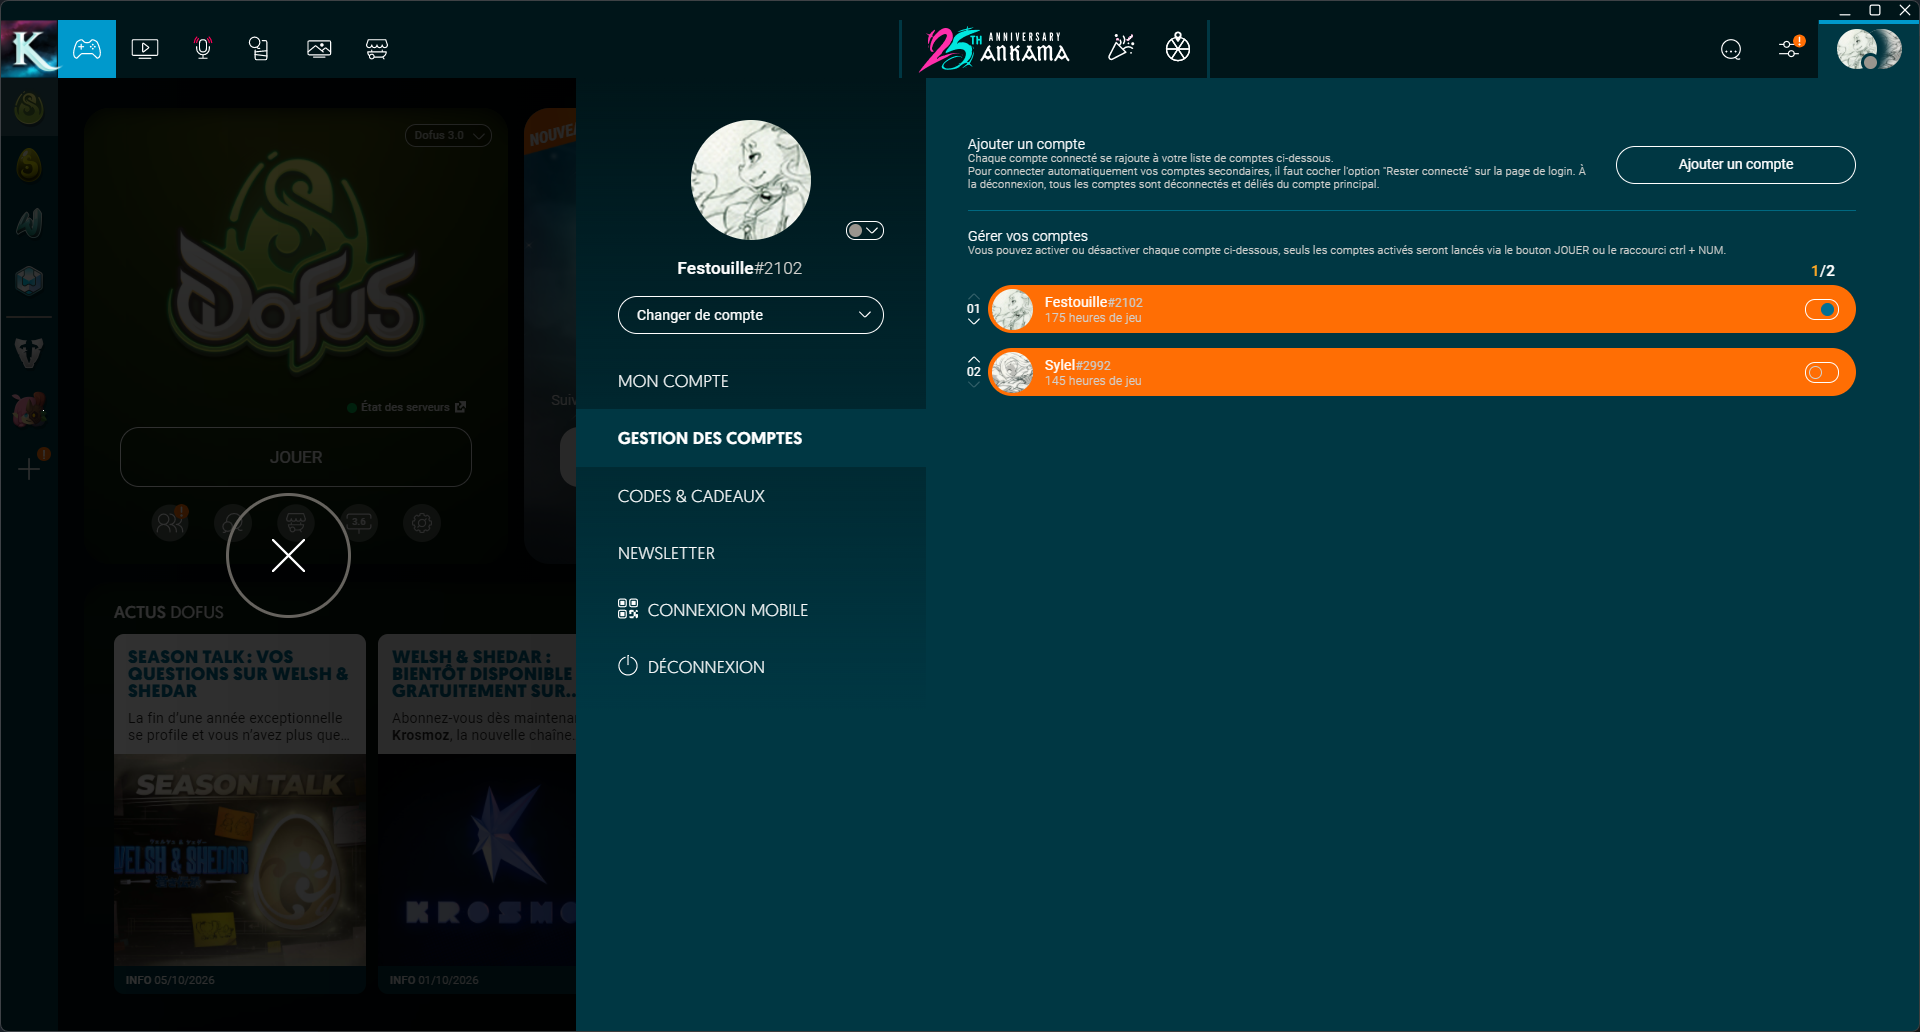 K
25TH ANNIVERSARY
ANKAMA
Dofus 3.0
NOUVEA
DOFUS
État des serveurs
JOUER
3.6
Suiv
ACTUS DOFUS
SEASON TALK : VOS
QUESTIONS SUR WELSH &
SHEDAR
La fin d'une année exceptionnelle
se profile et vous n'avez plus que...
SEASON TALK
WELSH & SHEDAR
INFO 05/10/2026
WELSH & SHEDAR :
BIENTÔT DISPONIBLE
GRATUITEMENT SUR...
Abonnez-vous dès maintena
Krosmoz, la nouvelle chaîne.
KROSMO
INFO 01/10/2026
Festouille#2102
Changer de compte
MON COMPTE
GESTION DES COMPTES
CODES & CADEAUX
NEWSLETTER
CONNEXION MOBILE
DÉCONNEXION
Ajouter un compte
Chaque compte connecté se rajoute à votre liste de comptes ci-dessous.
Pour connecter automatiquement vos comptes secondaires, il faut cocher l'option "Rester connecté" sur la page de login. À
la déconnexion, tous les comptes sont déconnectés et déliés du compte principal.
Ajouter un compte
Gérer vos comptes
Vous pouvez activer ou désactiver chaque compte ci-dessous, seuls les comptes activés seront lancés via le bouton JOUER ou le raccourci ctrl + NUM.
1/2
01
Festouille#2102
175 heures de jeu
02
Sylel#2992
145 heures de jeu